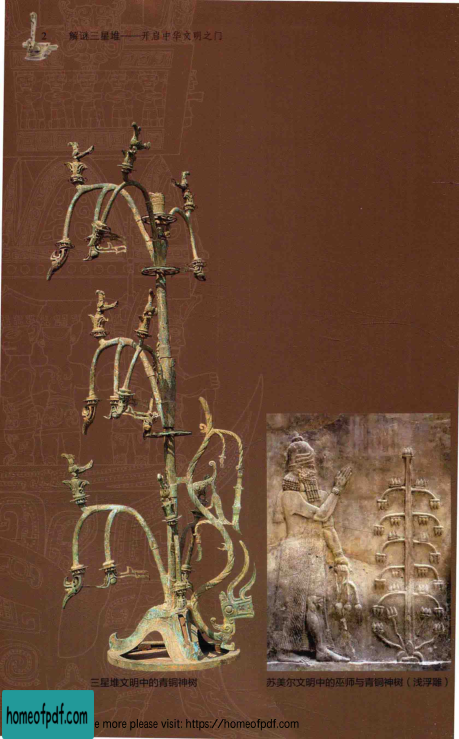 2 解谜三星堆——开启中华文明之门
三星堆文明中的青铜神树
苏美尔文明中的巫师与青铜神树（浅浮雕）
homeofpdf.com
e more please visit: https://homeofpdf.com